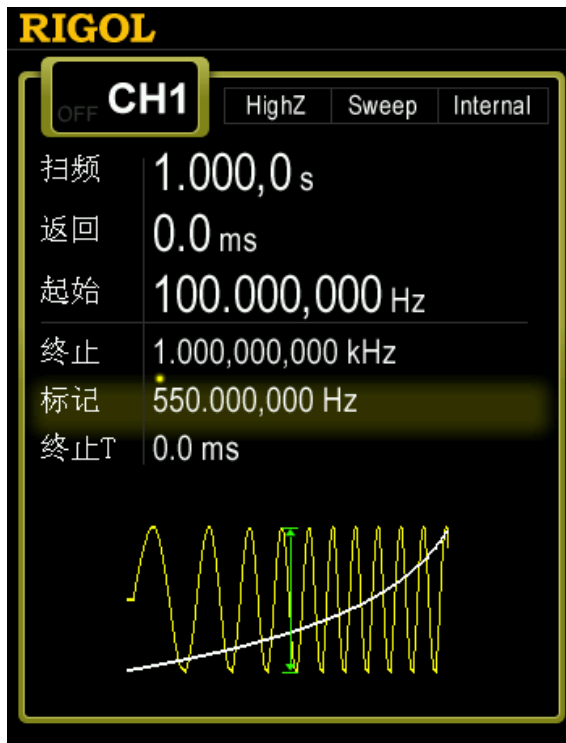 RIGOL
OFF CH1 HighZ Sweep Internal
扫频 1.000,0 s
返回 0.0 ms
起始 100.000,000 Hz
终止 1.000,000,000 kHz
标记 550.000,000 Hz
终止T 0.0 ms